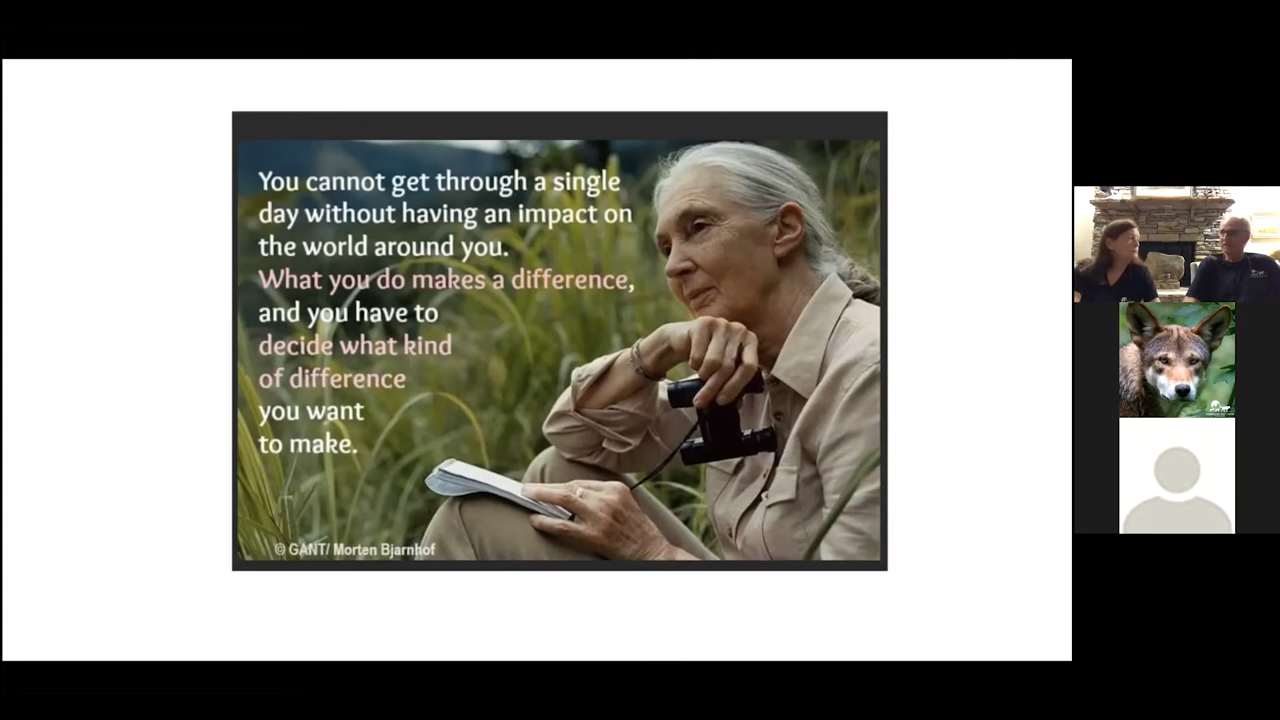 You cannot get through a single
day without having an impact on
the world around you.
What you do makes a difference,
and you have to
decide what kind
of difference
you want
to make.
© GANT/ Morten Bjarnhof